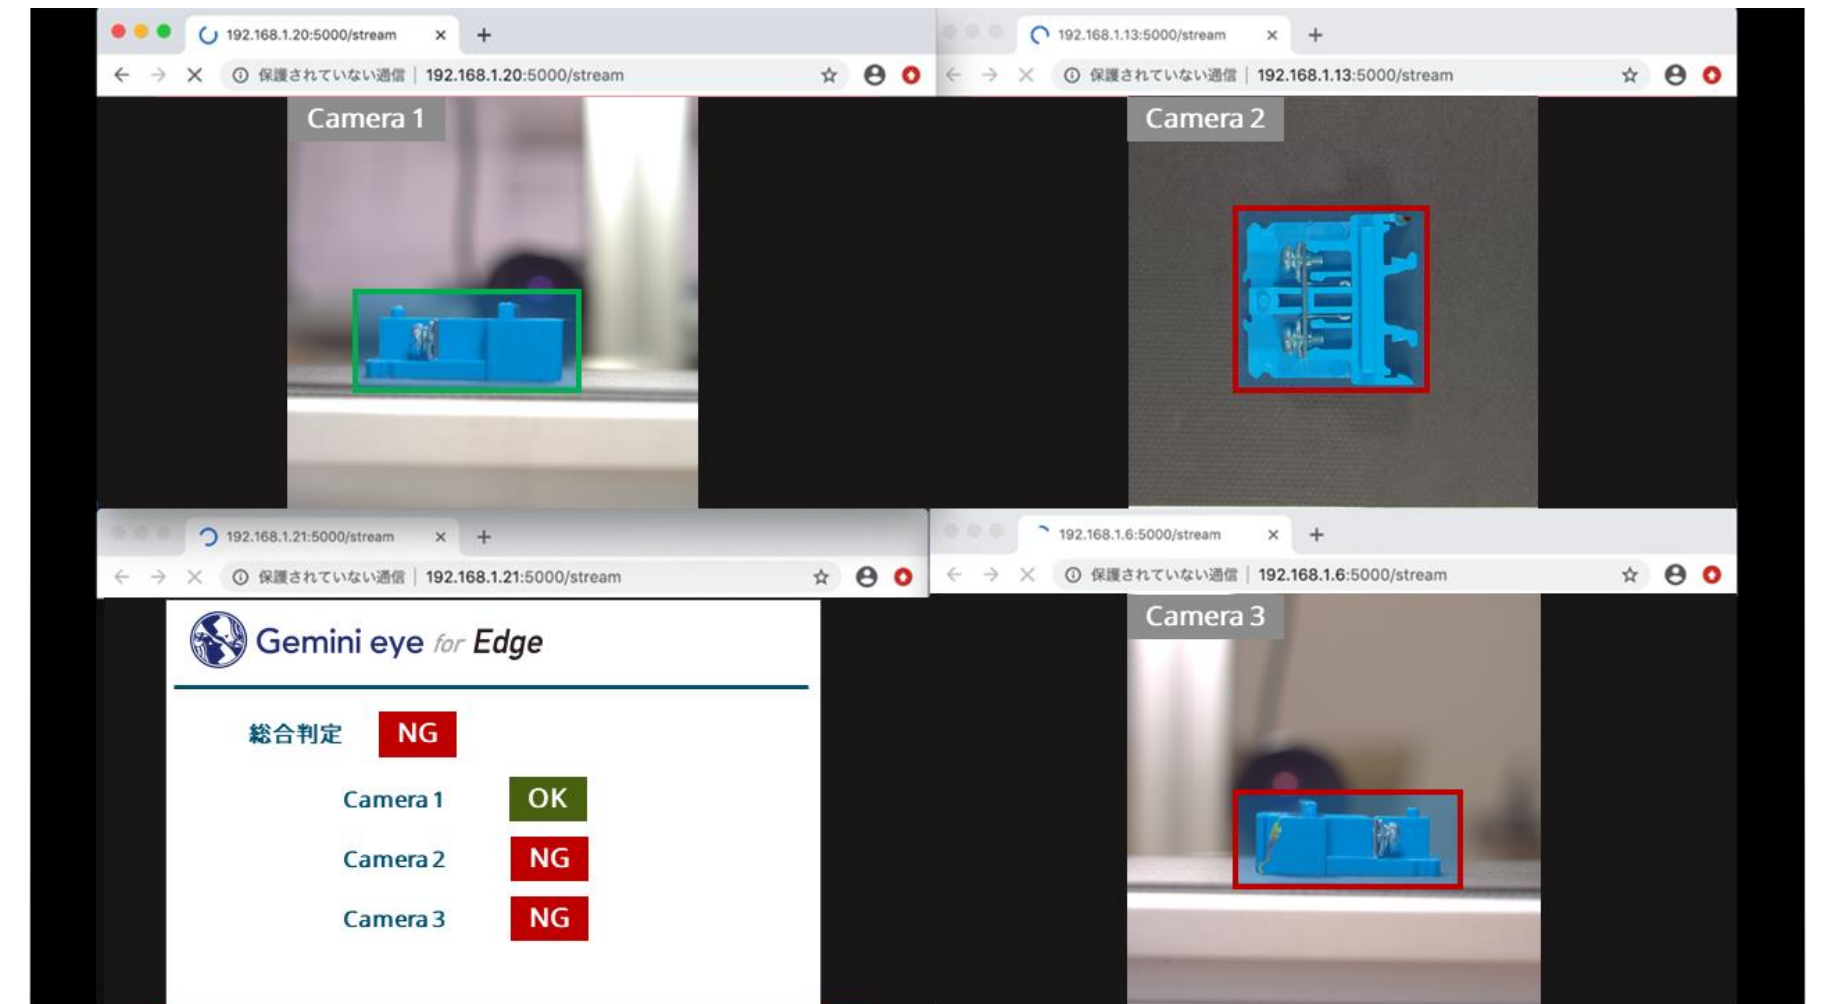 192.168.1.20:5000/stream
保護されていない通信 | 192.168.1.20:5000/stream
Camera 1
192.168.1.13:5000/stream
保護されていない通信 | 192.168.1.13:5000/stream
Camera 2
192.168.1.21:5000/stream
保護されていない通信 | 192.168.1.21:5000/stream
Gemini eye for Edge
総合判定 NG
Camera 1 OK
Camera 2 NG
Camera 3 NG
192.168.1.6:5000/stream
保護されていない通信 | 192.168.1.6:5000/stream
Camera 3